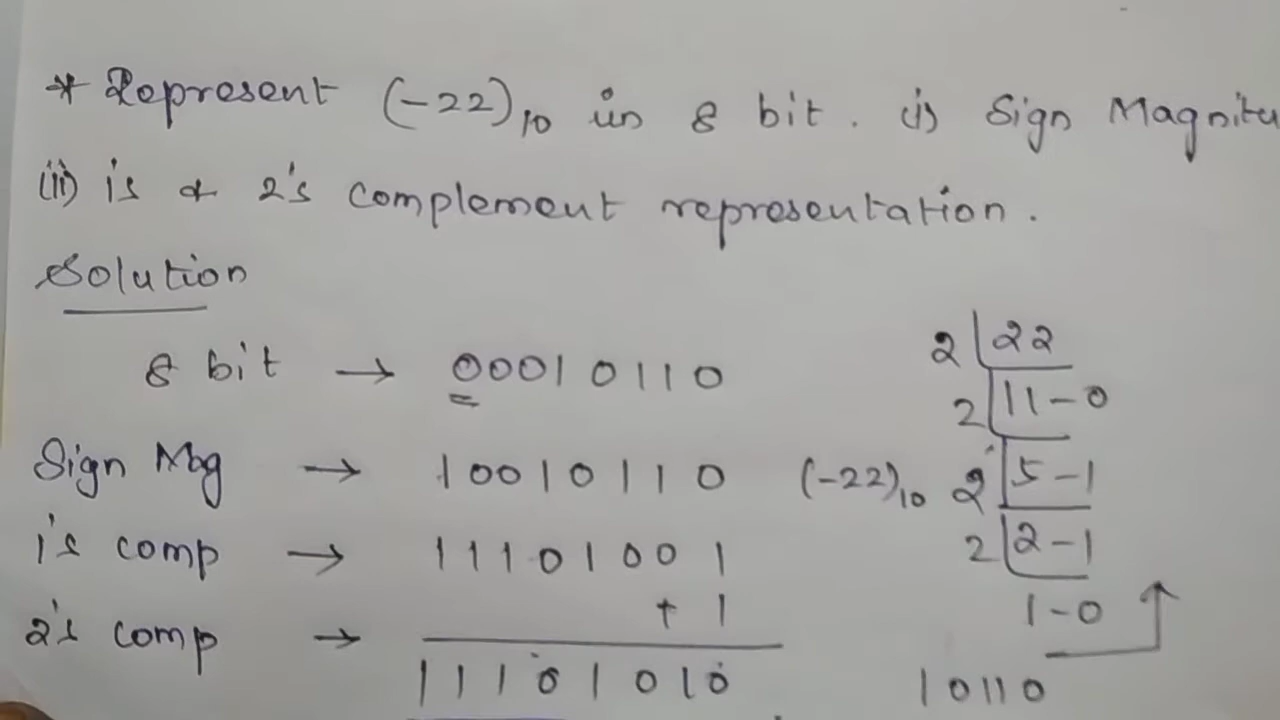 * Represent (-22)10 in 8 bit. (i) Sign Magnitu
(ii) 1's & 2's complement representation.
Solution
8 bit → 00010110
Sign Mag → 10010110 (-22)10
1's comp → 11101001
+ 1
2's comp →
11101010
2 22
2 11-0
2 5-1
2 2-1
1-0
10110